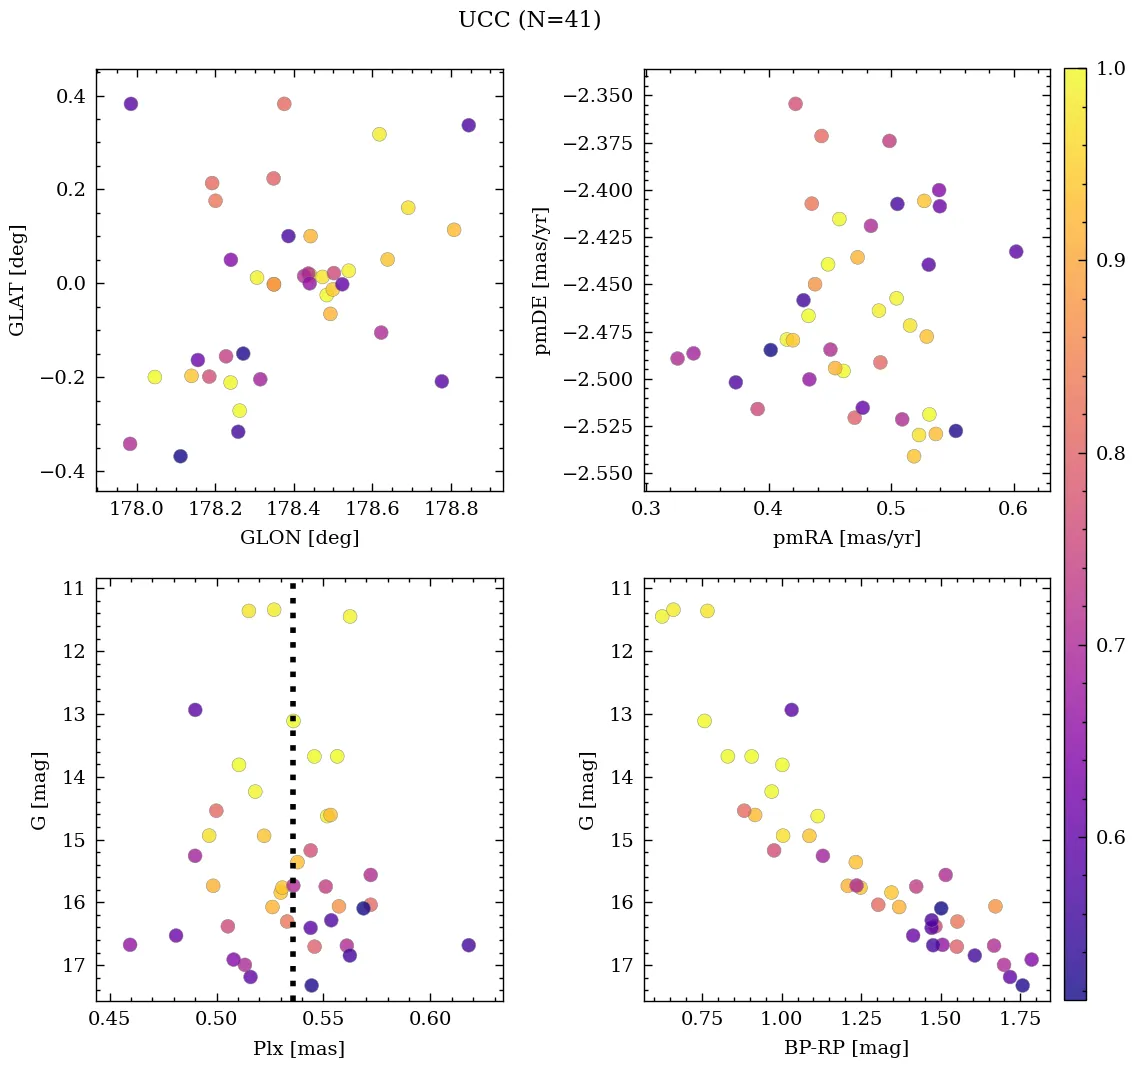 UCC (N=41)
0.4
0.2
0.0
−0.2
−0.4
GLAT [deg]
178.0 178.2 178.4 178.6 178.8
GLON [deg]
−2.350
−2.375
−2.400
−2.425
−2.450
−2.475
−2.500
−2.525
−2.550
pmDE [mas/yr]
0.3 0.4 0.5 0.6
pmRA [mas/yr]
11
12
13
14
15
16
17
G [mag]
0.45 0.50 0.55 0.60
Plx [mas]
11
12
13
14
15
16
17
G [mag]
0.75 1.00 1.25 1.50 1.75
BP-RP [mag]
1.0
0.9
0.8
0.7
0.6